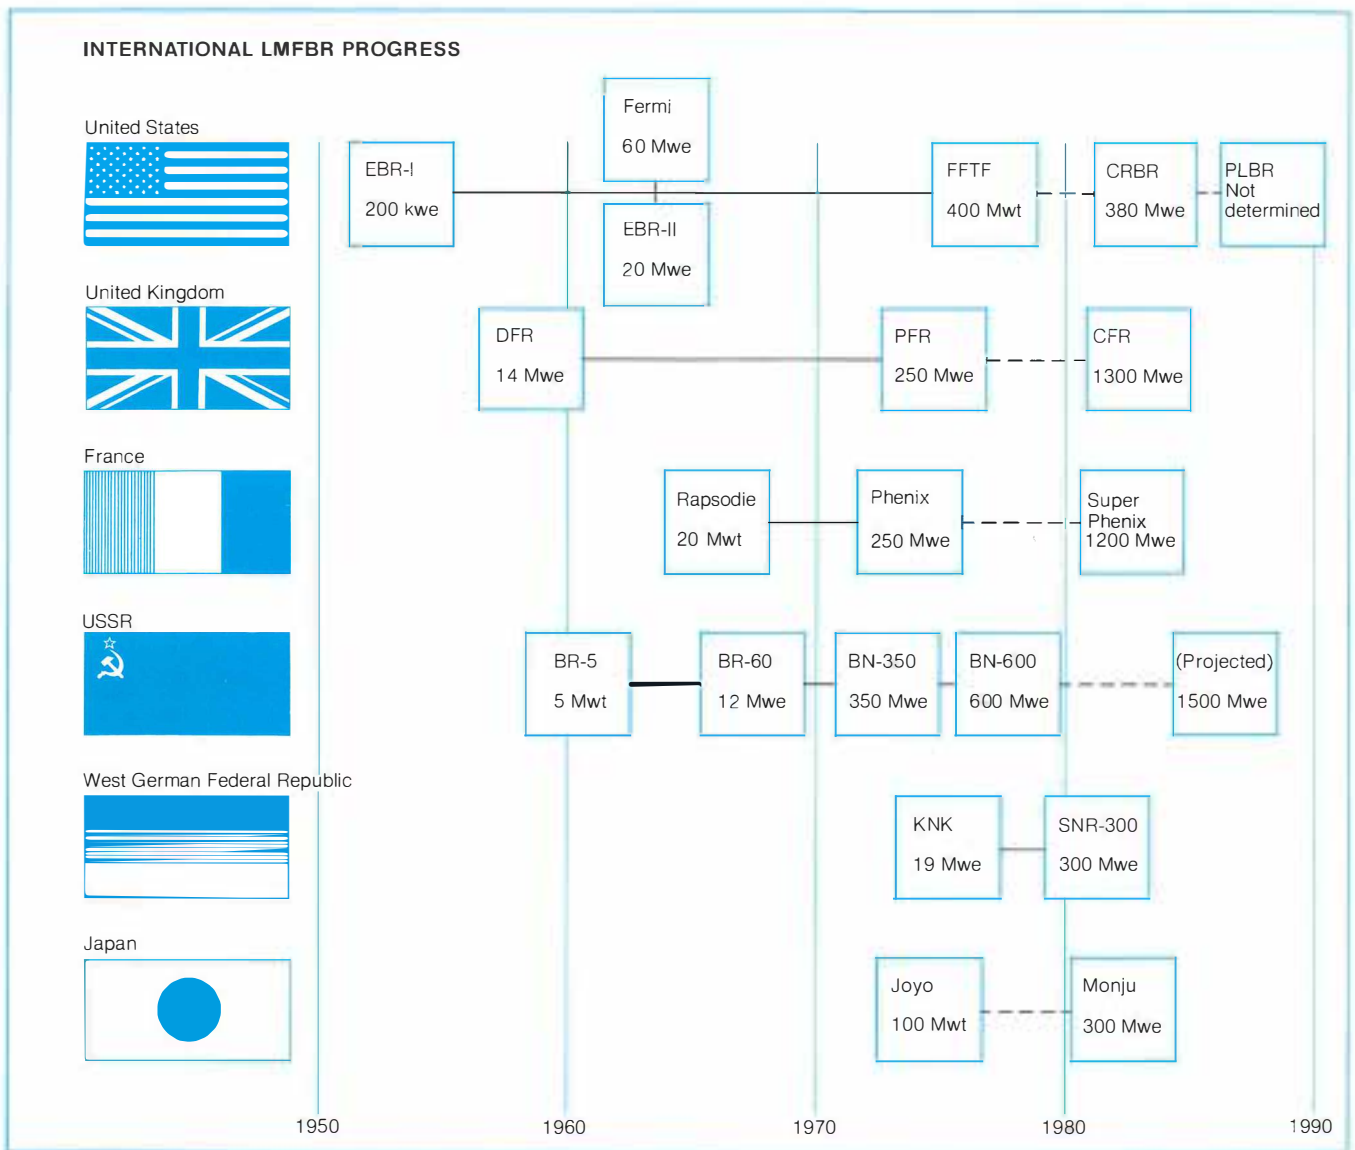 INTERNATIONAL LMFBR PROGRESS
United States
EBR-I
200 kwe
Fermi
60 Mwe
EBR-II
20 Mwe
FFTF
400 Mwt
CRBR
380 Mwe
PLBR
Not
determined
United Kingdom
DFR
14 Mwe
PFR
250 Mwe
CFR
1300 Mwe
France
Rapsodie
20 Mwt
Phenix
250 Mwe
Super
Phenix
1200 Mwe
USSR
BR-5
5 Mwt
BR-60
12 Mwe
BN-350
350 Mwe
BN-600
600 Mwe
(Projected)
1500 Mwe
West German Federal Republic
KNK
19 Mwe
SNR-300
300 Mwe
Japan
Joyo
100 Mwt
Monju
300 Mwe
1950 1960 1970 1980 1990